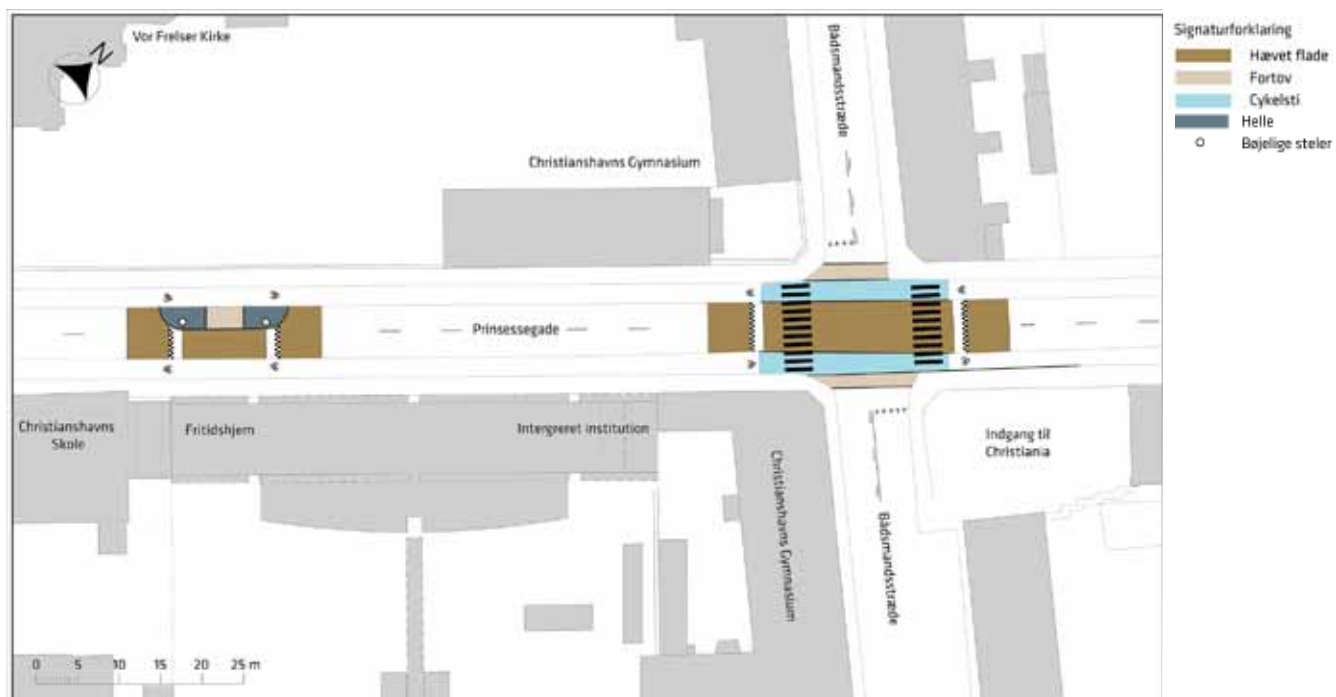 Vor Frelser Kirke
N
Bådsmandsstræde
Christianshavns Gymnasium
Prinsessegade
Christianshavns
Skole
Fritidshjem
Intergreret institution
Christianshavns Gymnasium
Bådsmandsstræde
Indgang til
Christiania
0 5 10 15 20 25 m
Signaturforklaring
Hævet flade
Fortov
Cykelsti
Helle
Bøjelige steler